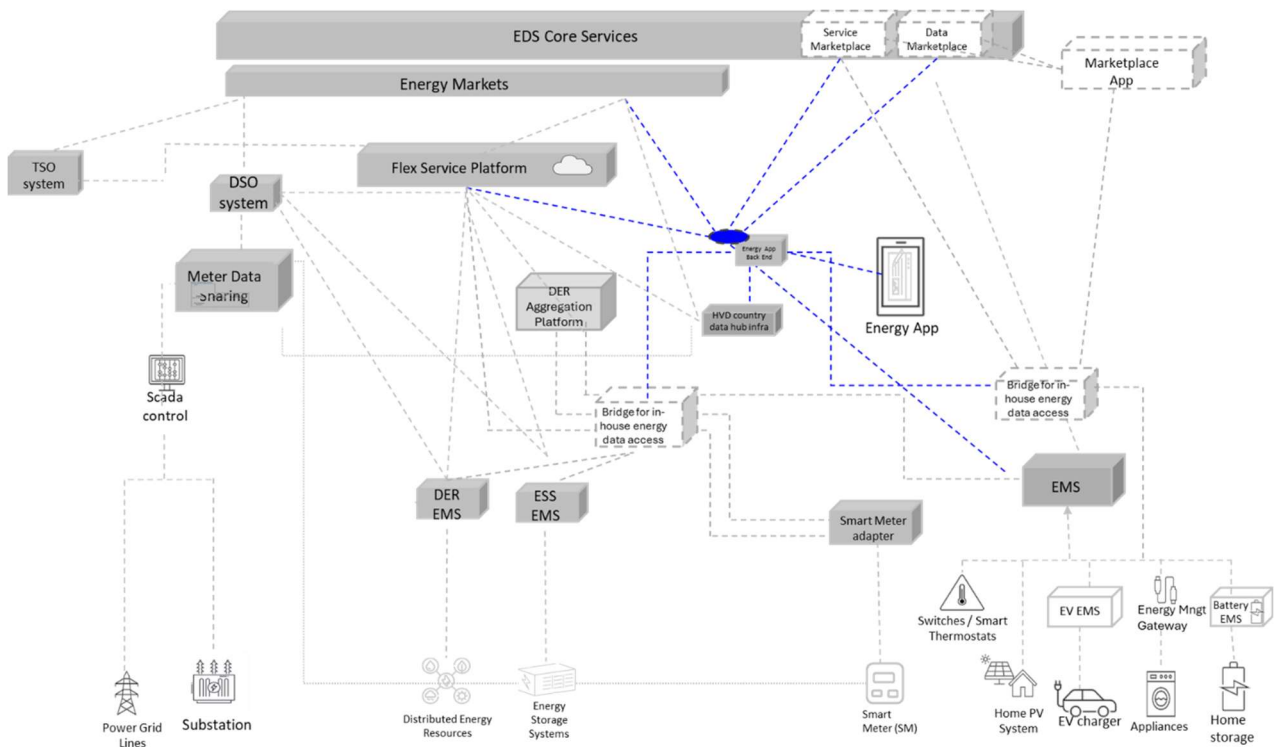 EDS Core Services
Service
Marketplace
Data
Marketplace
Marketplace
App
Energy Markets
TSO
system
Flex Service Platform
DSO
system
Energy App
Back End
Meter Data
Sharing
DER
Aggregation
Platform
HVD country
data hub infra
Energy App
Scada
control
Bridge for in-
house energy
data access
Bridge for in-
house energy
data access
DER
EMS
ESS
EMS
EMS
Smart Meter
adapter
Switches / Smart
Thermostats
EV EMS
Energy Mngt
Gateway
Battery
EMS
Power Grid
Lines
Substation
Distributed Energy
Resources
Energy
Storage
Systems
Smart
Meter (SM)
Home PV
System
EV charger
Appliances
Home
storage